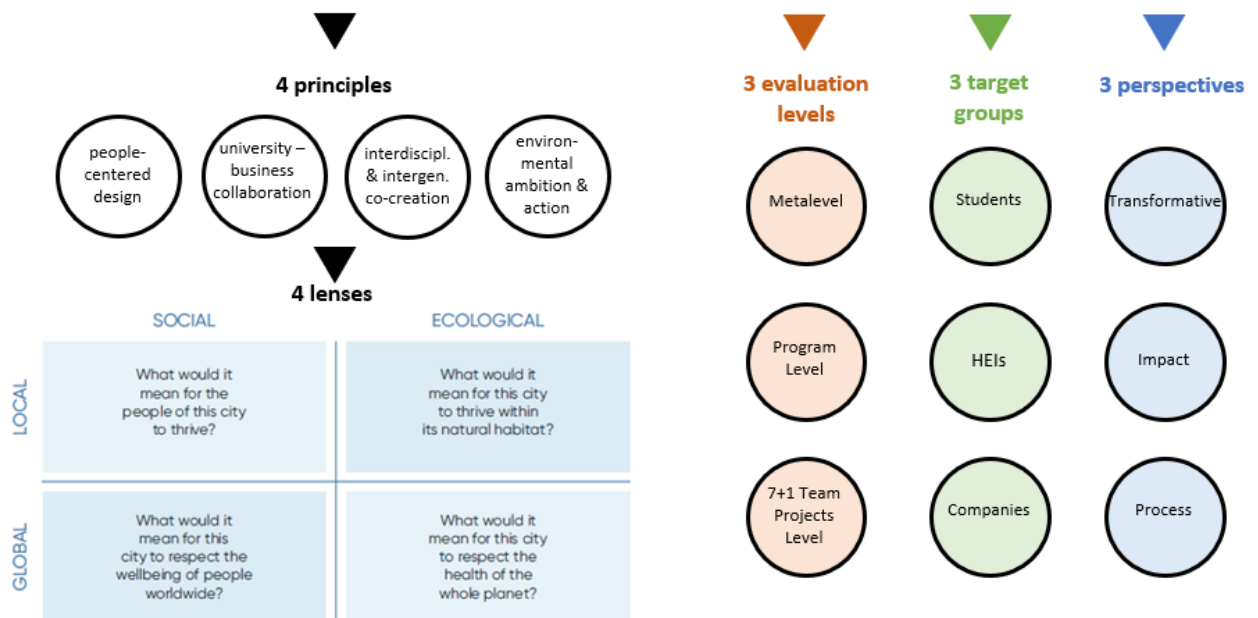 4 principles
people-
centered
design
university –
business
collaboration
interdiscipl.
& intergen.
co-creation
environ-
mental
ambition &
action
4 lenses
SOCIAL
ECOLOGICAL
LOCAL
What would it
mean for the
people of this city
to thrive?
What would it
mean for this city
to thrive within
its natural habitat?
GLOBAL
What would it
mean for this
city to respect the
wellbeing of people
worldwide?
What would it
mean for this city
to respect the
health of the
whole planet?
3 evaluation
levels
Metalevel
Program
Level
7+1 Team
Projects
Level
3 target
groups
Students
HEIs
Companies
3 perspectives
Transformative
Impact
Process